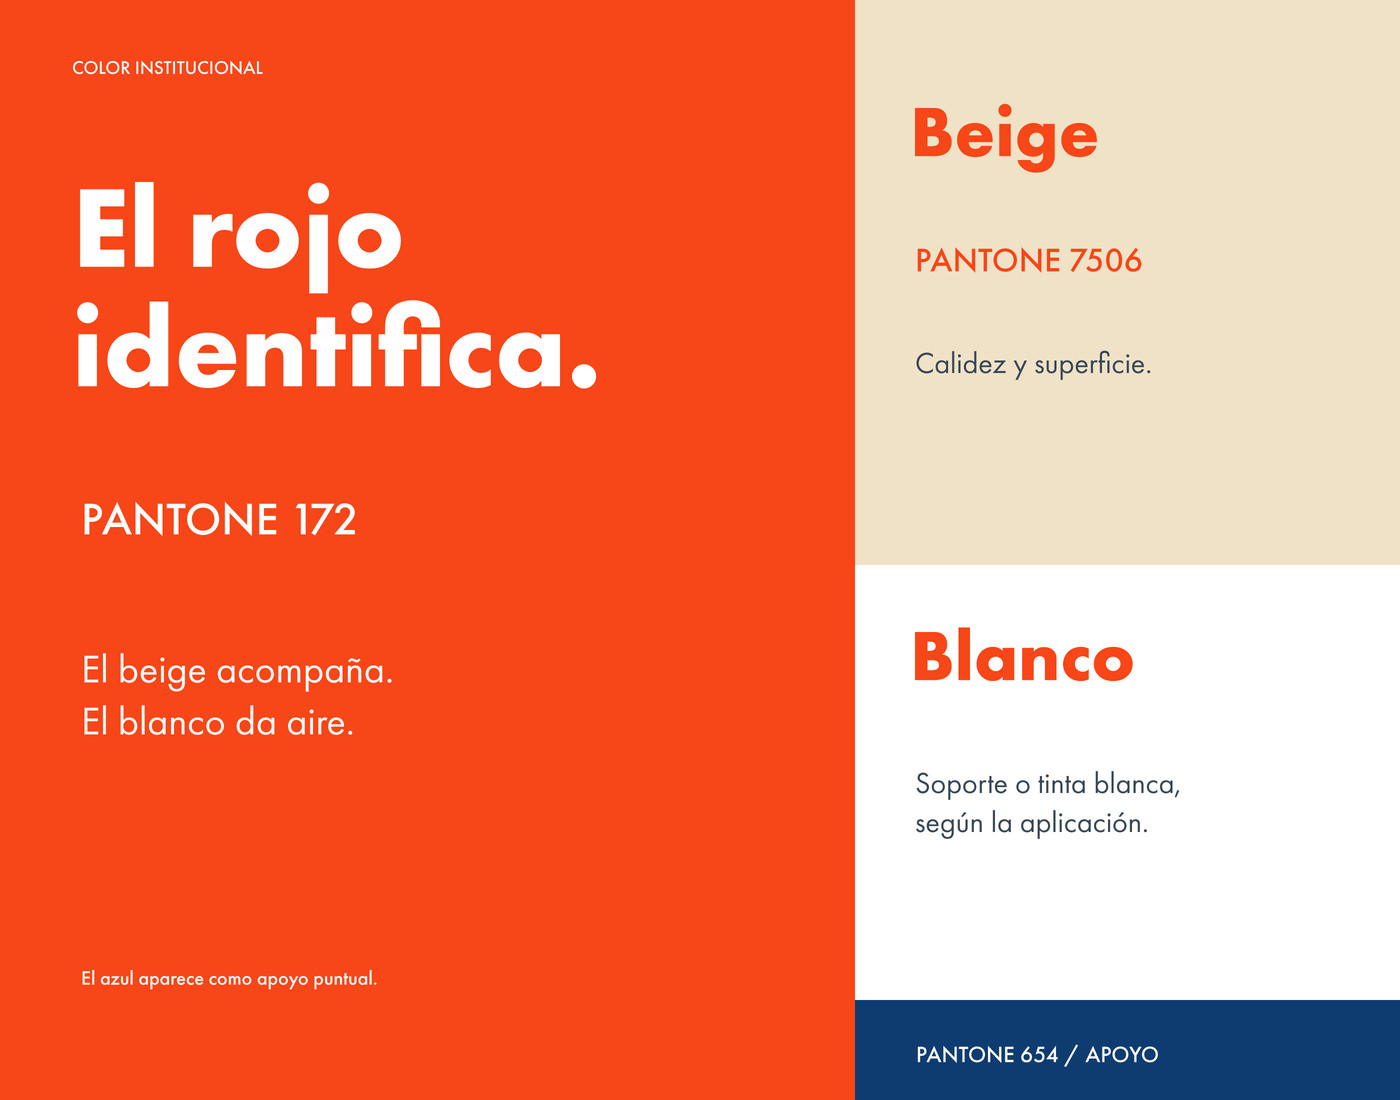 COLOR INSTITUCIONAL
El rojo
identifica.
PANTONE 172
El beige acompaña.
El blanco da aire.
El azul aparece como apoyo puntual.
Beige
PANTONE 7506
Calidez y superficie.
Blanco
Soporte o tinta blanca,
según la aplicación.
PANTONE 654 / APOYO